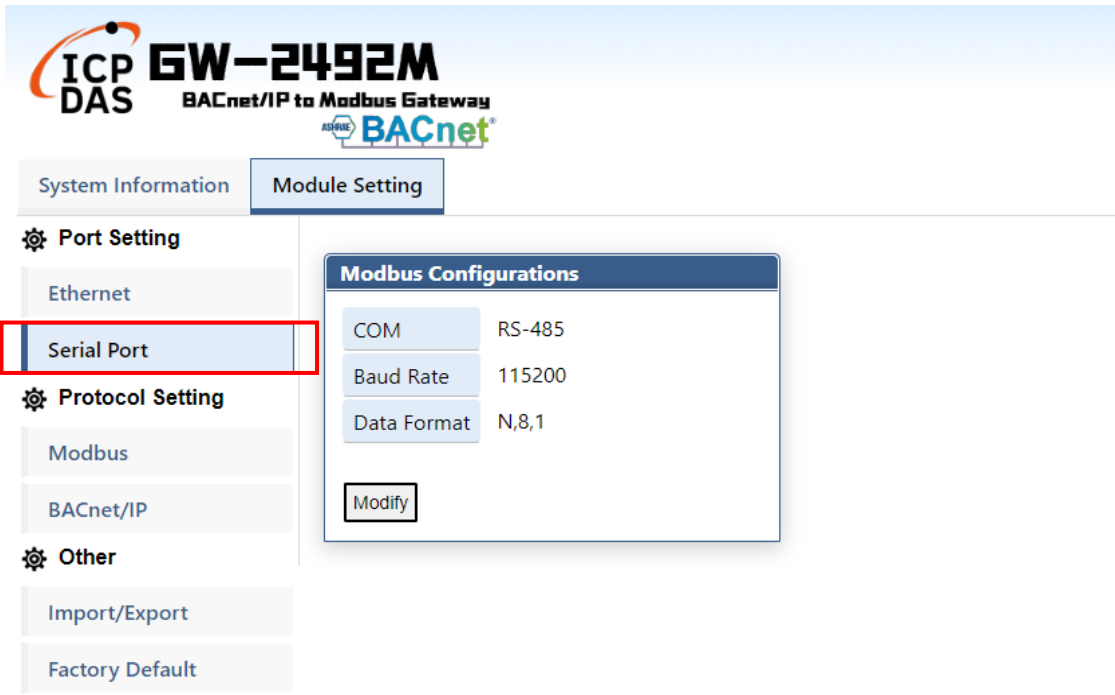 ICP DAS
GW-2492M
BACnet/IP to Modbus Gateway
ASHRAE BACnet®
System Information
Module Setting
Port Setting
Ethernet
Serial Port
Protocol Setting
Modbus
BACnet/IP
Other
Import/Export
Factory Default
Modbus Configurations
COM RS-485
Baud Rate 115200
Data Format N,8,1
Modify